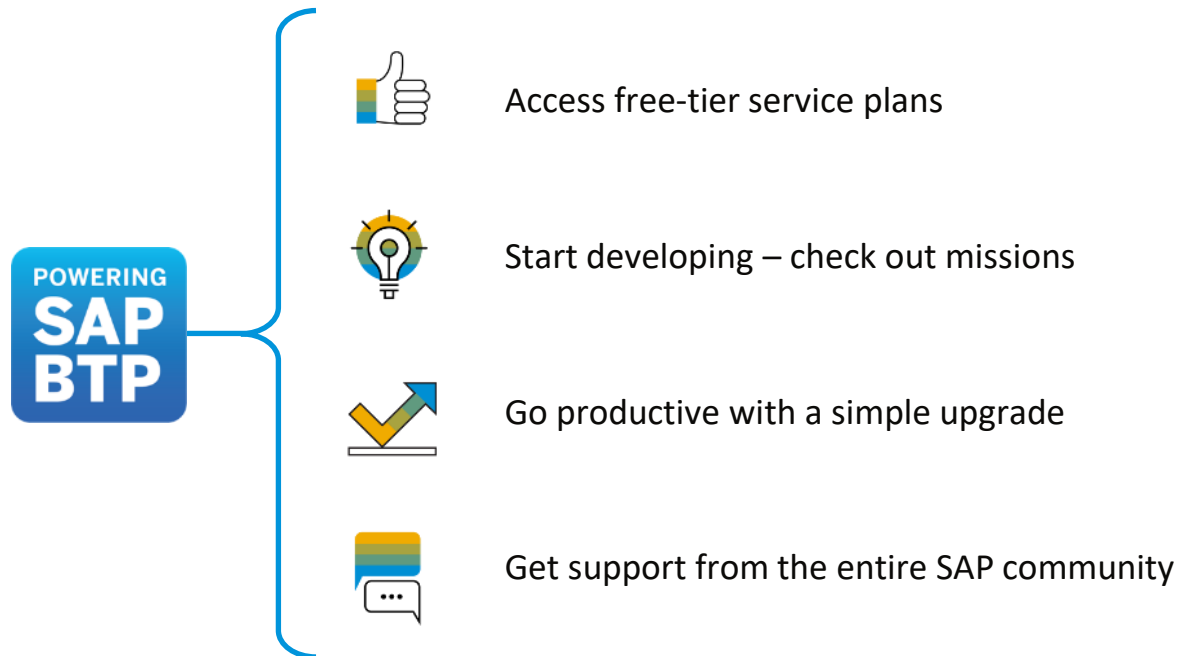 POWERING
SAP
BTP
Access free-tier service plans
Start developing – check out missions
Go productive with a simple upgrade
Get support from the entire SAP community